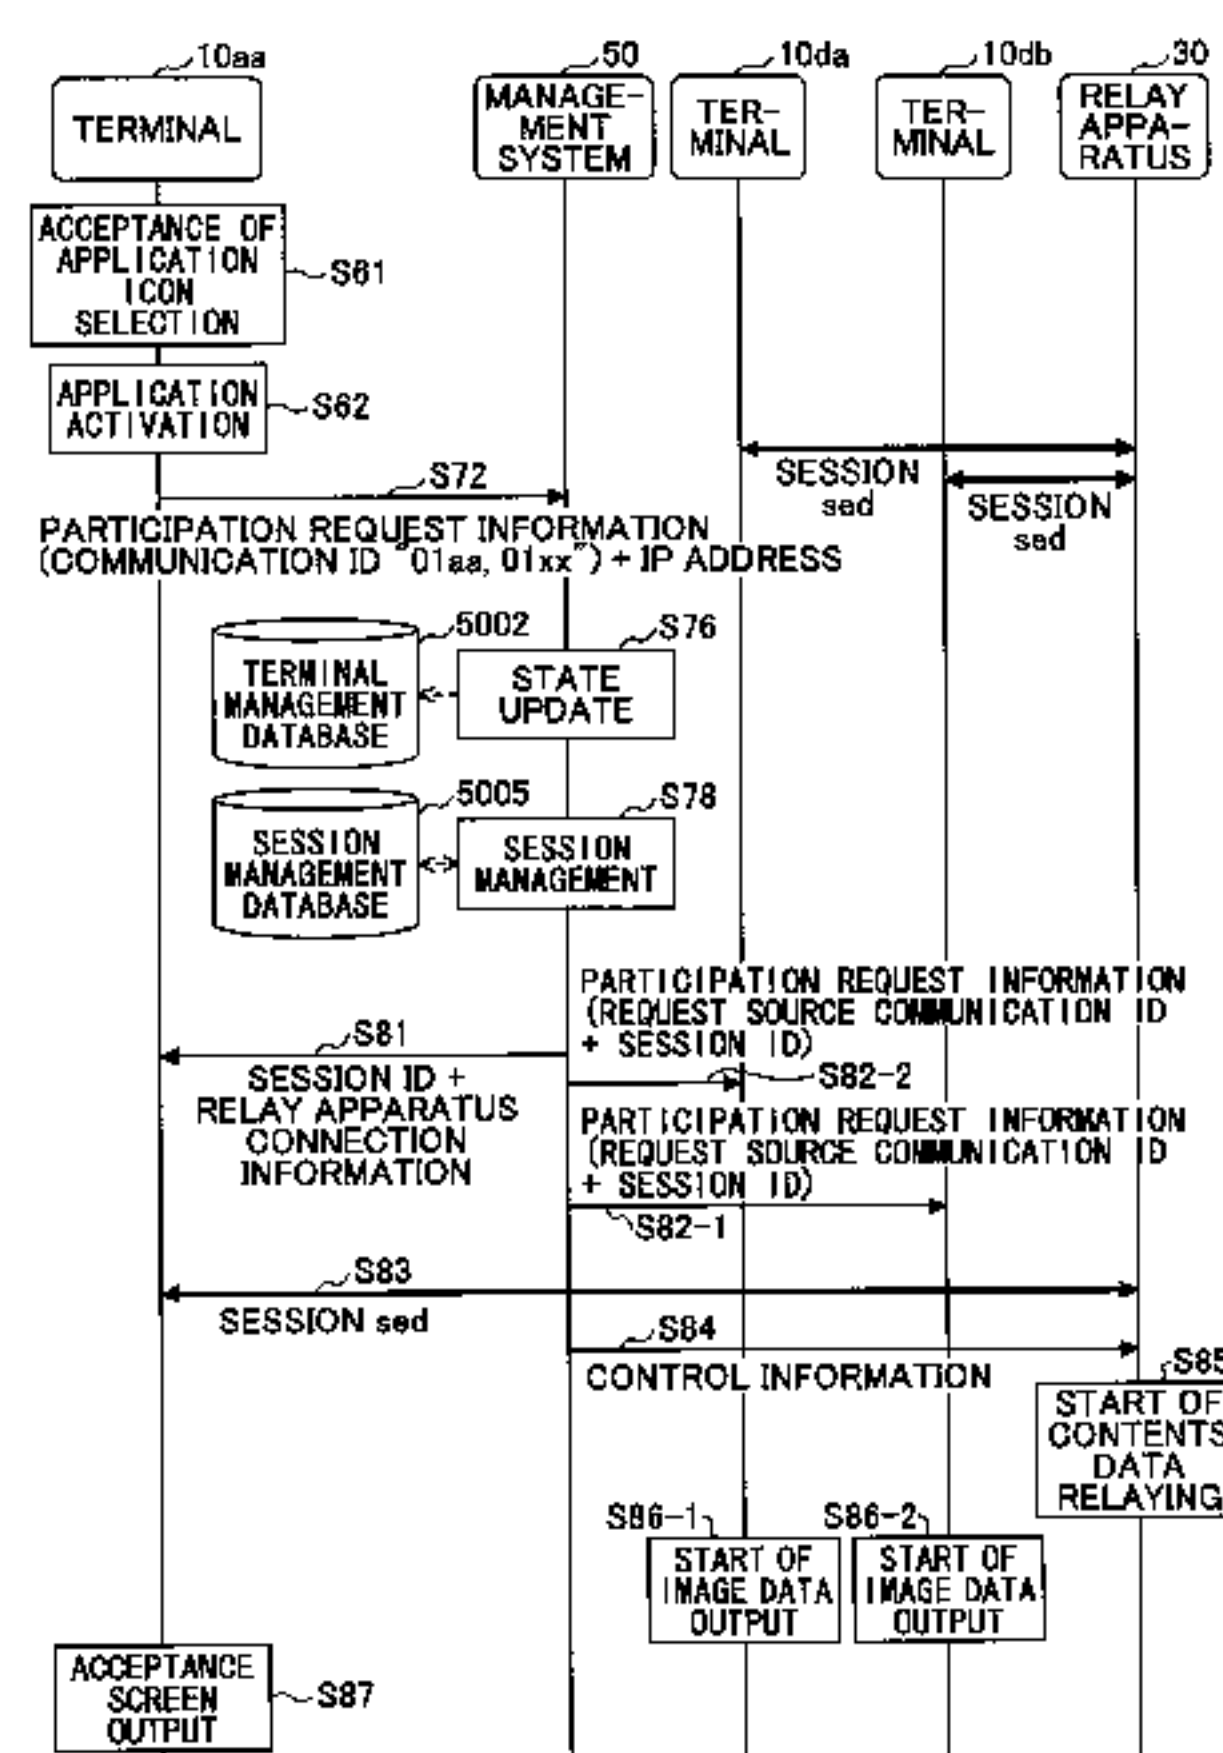 10aa
50
10da
10db
30
TERMINAL
MANAGE-
MENT
SYSTEM
TER-
MINAL
TER-
MINAL
RELAY
APPA-
RATUS
ACCEPTANCE OF
APPLICATION
ICON
SELECTION
S61
APPLICATION
ACTIVATION
S62
SESSION
sed
SESSION
sed
S72
PARTICIPATION REQUEST INFORMATION
(COMMUNICATION ID "01aa, 01xx") + IP ADDRESS
5002
TERMINAL
MANAGEMENT
DATABASE
S76
STATE
UPDATE
5005
SESSION
MANAGEMENT
DATABASE
S78
SESSION
MANAGEMENT
PARTICIPATION REQUEST INFORMATION
(REQUEST SOURCE COMMUNICATION ID
+ SESSION ID)
S81
SESSION ID +
RELAY APPARATUS
CONNECTION
INFORMATION
S82-2
PARTICIPATION REQUEST INFORMATION
(REQUEST SOURCE COMMUNICATION ID
+ SESSION ID)
S82-1
S83
SESSION sed
S84
CONTROL INFORMATION
S85
START OF
CONTENTS
DATA
RELAYING
S86-1
START OF
IMAGE DATA
OUTPUT
S86-2
START OF
IMAGE DATA
OUTPUT
ACCEPTANCE
SCREEN
OUTPUT
S87